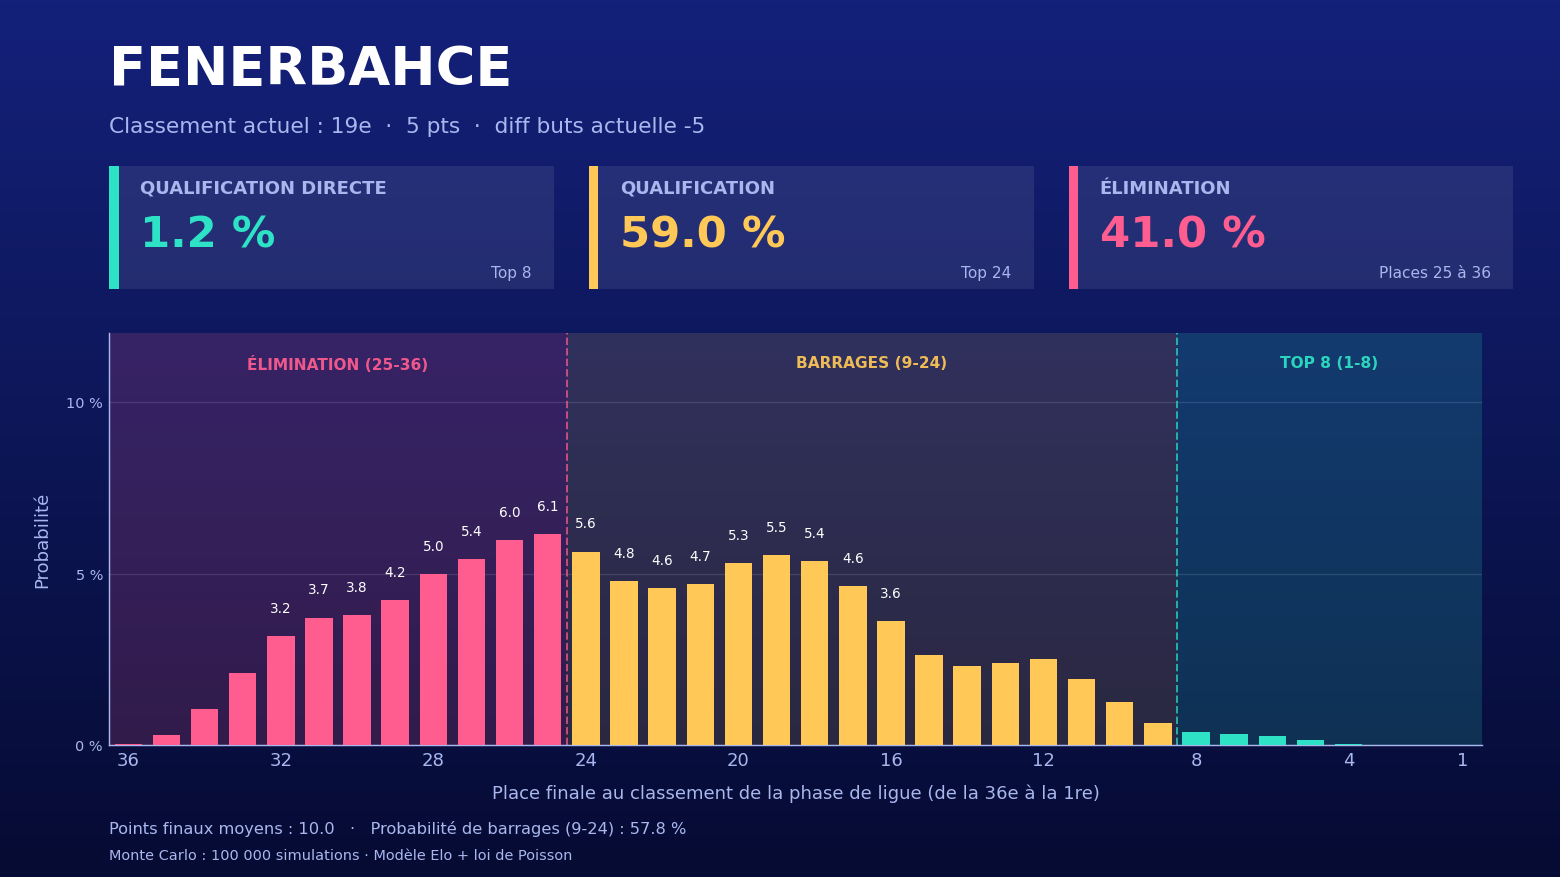 FENERBAHCE
Classement actuel : 19e · 5 pts · diff buts actuelle -5
QUALIFICATION DIRECTE
1.2 %
Top 8
QUALIFICATION
59.0 %
Top 24
ÉLIMINATION
41.0 %
Places 25 à 36
ÉLIMINATION (25-36)
BARRAGES (9-24)
TOP 8 (1-8)
Probabilité
10 %
5 %
0 %
3.2
3.7
3.8
4.2
5.0
5.4
6.0
6.1
5.6
4.8
4.6
4.7
5.3
5.5
5.4
4.6
3.6
36 32 28 24 20 16 12 8 4 1
Place finale au classement de la phase de ligue (de la 36e à la 1re)
Points finaux moyens : 10.0 · Probabilité de barrages (9-24) : 57.8 %
Monte Carlo : 100 000 simulations · Modèle Elo + loi de Poisson